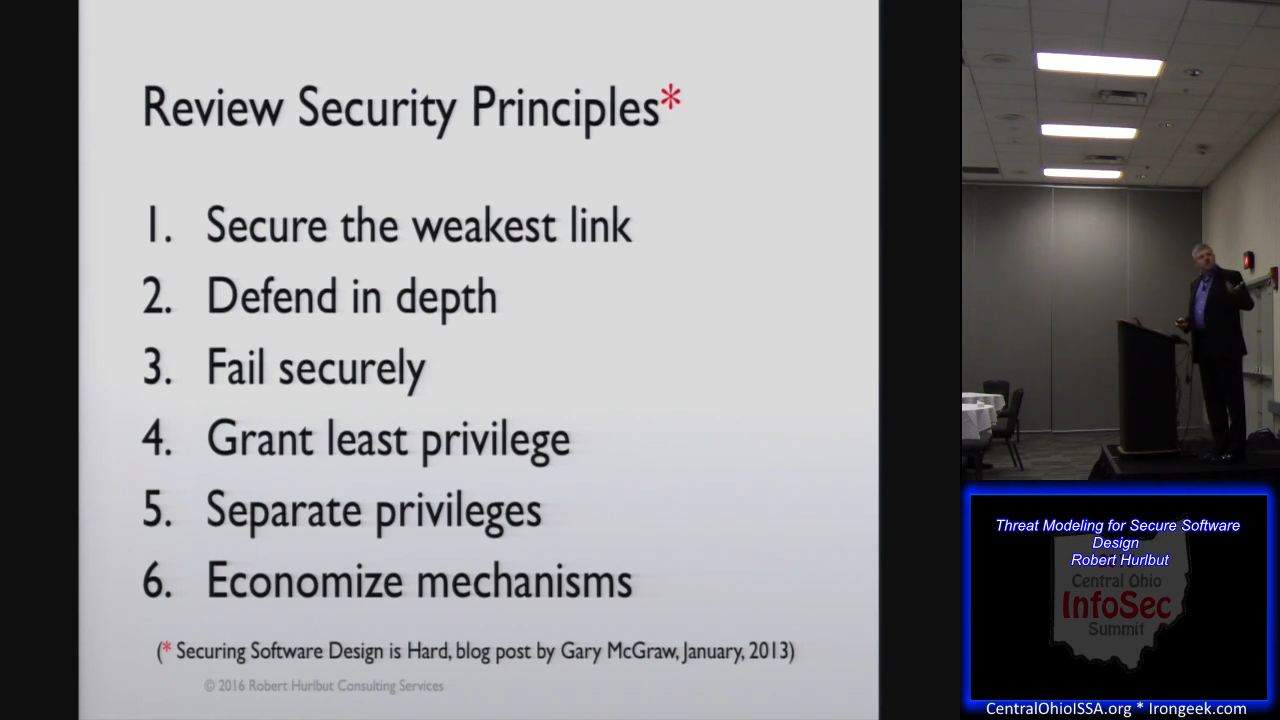 Review Security Principles*
1. Secure the weakest link
2. Defend in depth
3. Fail securely
4. Grant least privilege
5. Separate privileges
6. Economize mechanisms
(* Securing Software Design is Hard, blog post by Gary McGraw, January, 2013)
© 2016 Robert Hurlbut Consulting Services
Threat Modeling for Secure Software
Design
Robert Hurlbut
Central Ohio
InfoSec
Summit
CentralOhioISSA.org * Irongeek.com